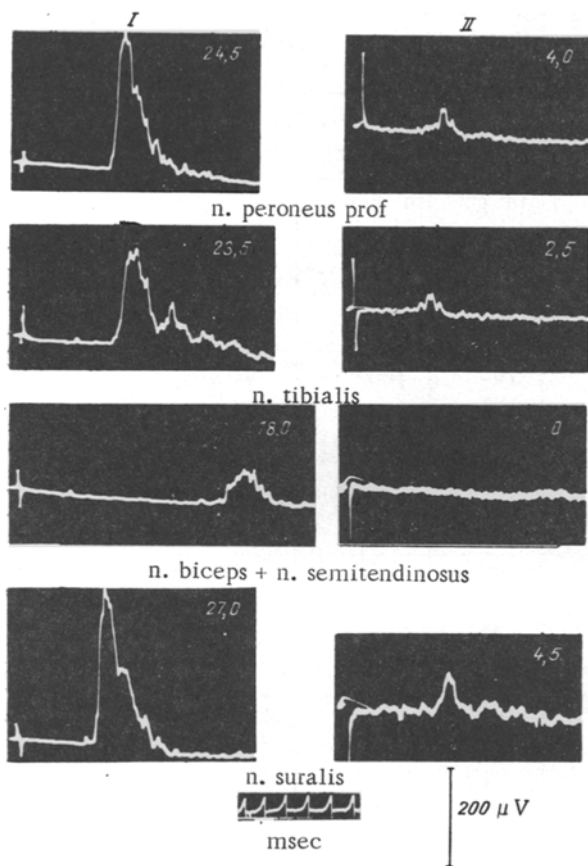 I II
24,5 4,0
n. peroneus prof
23,5 2,5
n. tibialis
18,0 0
n. biceps + n. semitendinosus
27,0 4,5
n. suralis
200 μV
msec